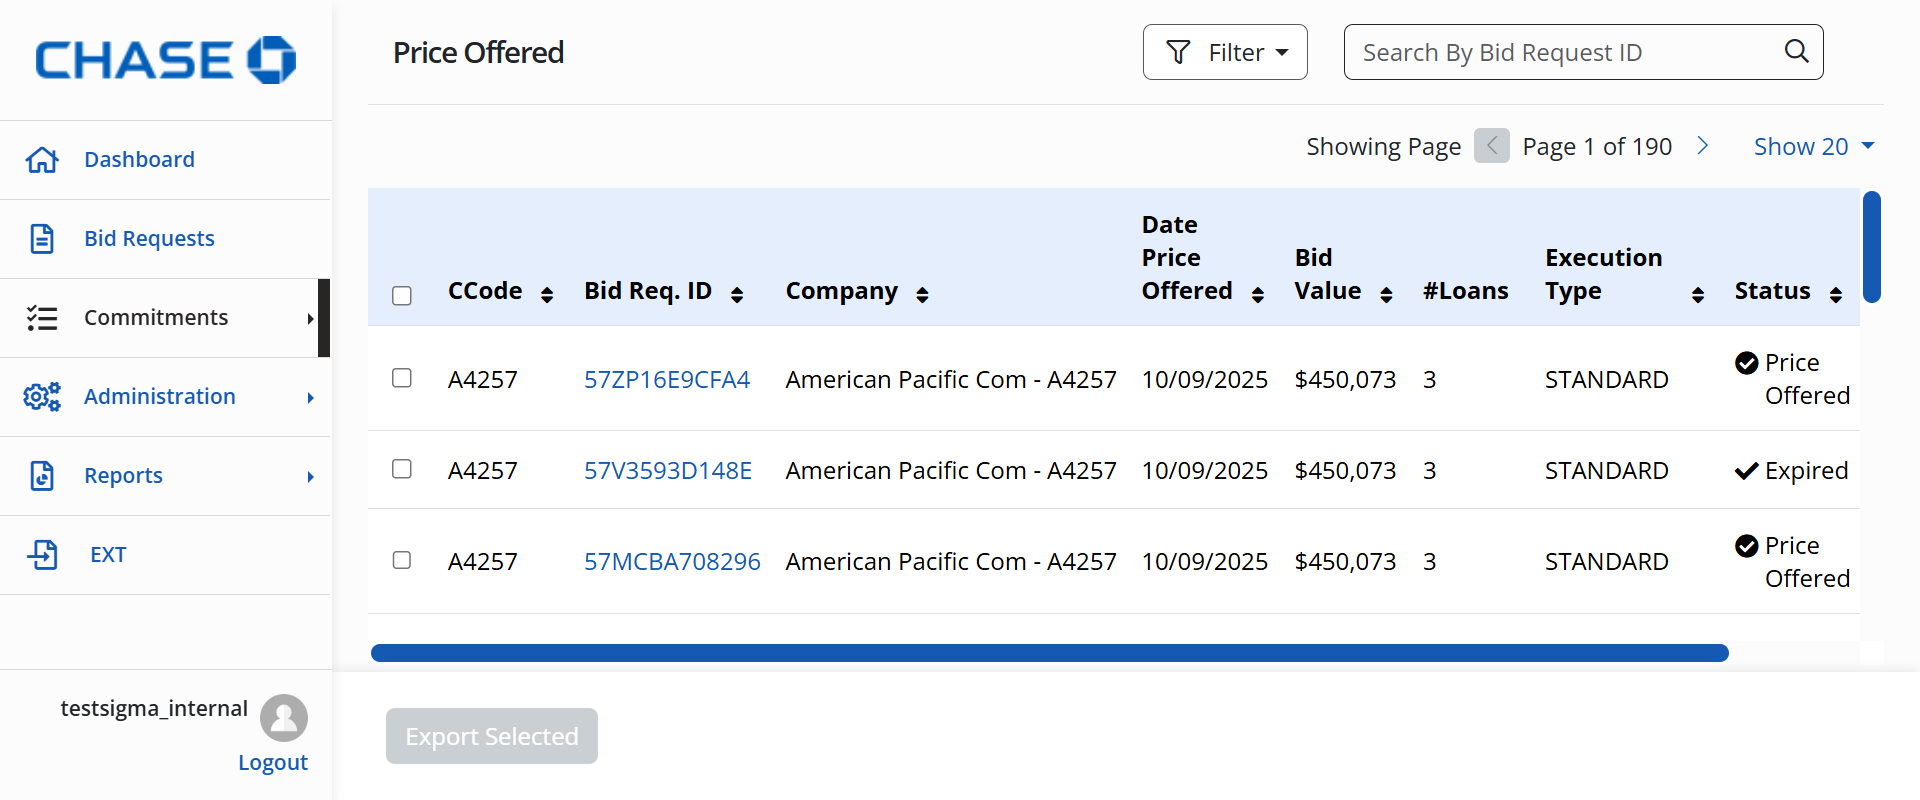 CHASE
Dashboard
Bid Requests
Commitments
Administration
Reports
EXT
testsigma_internal
Logout
Price Offered
Filter
Search By Bid Request ID
Showing Page Page 1 of 190 Show 20
CCode Bid Req. ID Company Date Price Offered Bid Value #Loans Execution Type Status
A4257 57ZP16E9CFA4 American Pacific Com - A4257 10/09/2025 $450,073 3 STANDARD Price Offered
A4257 57V3593D148E American Pacific Com - A4257 10/09/2025 $450,073 3 STANDARD Expired
A4257 57MCBA708296 American Pacific Com - A4257 10/09/2025 $450,073 3 STANDARD Price Offered
Export Selected